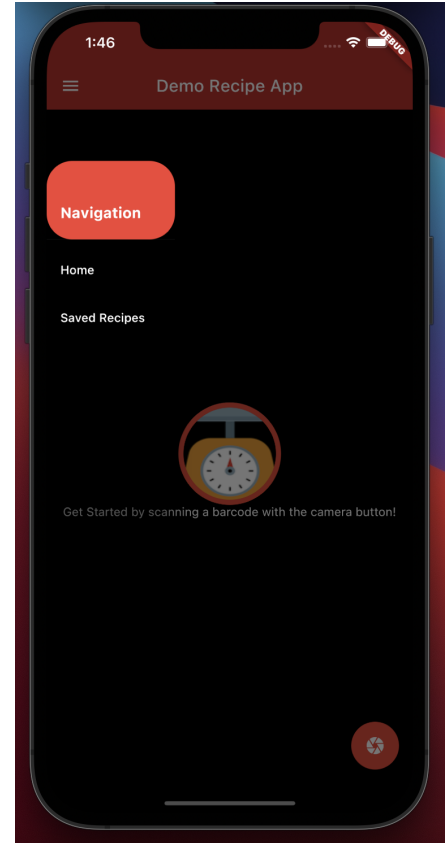 1:46
DEBUG
Demo Recipe App
Navigation
Home
Saved Recipes
Get Started by scanning a barcode with the camera button!